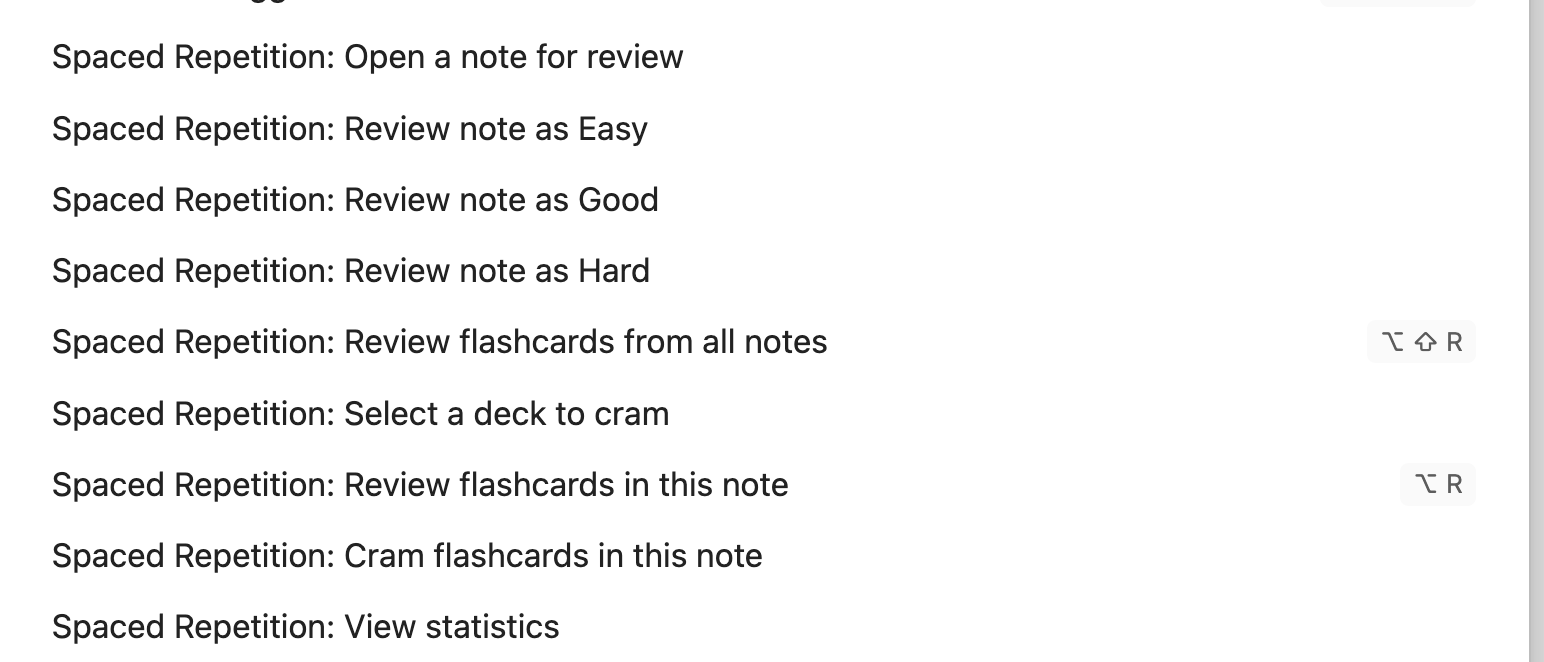 Spaced Repetition: Open a note for review
Spaced Repetition: Review note as Easy
Spaced Repetition: Review note as Good
Spaced Repetition: Review note as Hard
Spaced Repetition: Review flashcards from all notes ⌥ ⇧ R
Spaced Repetition: Select a deck to cram
Spaced Repetition: Review flashcards in this note ⌥ R
Spaced Repetition: Cram flashcards in this note
Spaced Repetition: View statistics